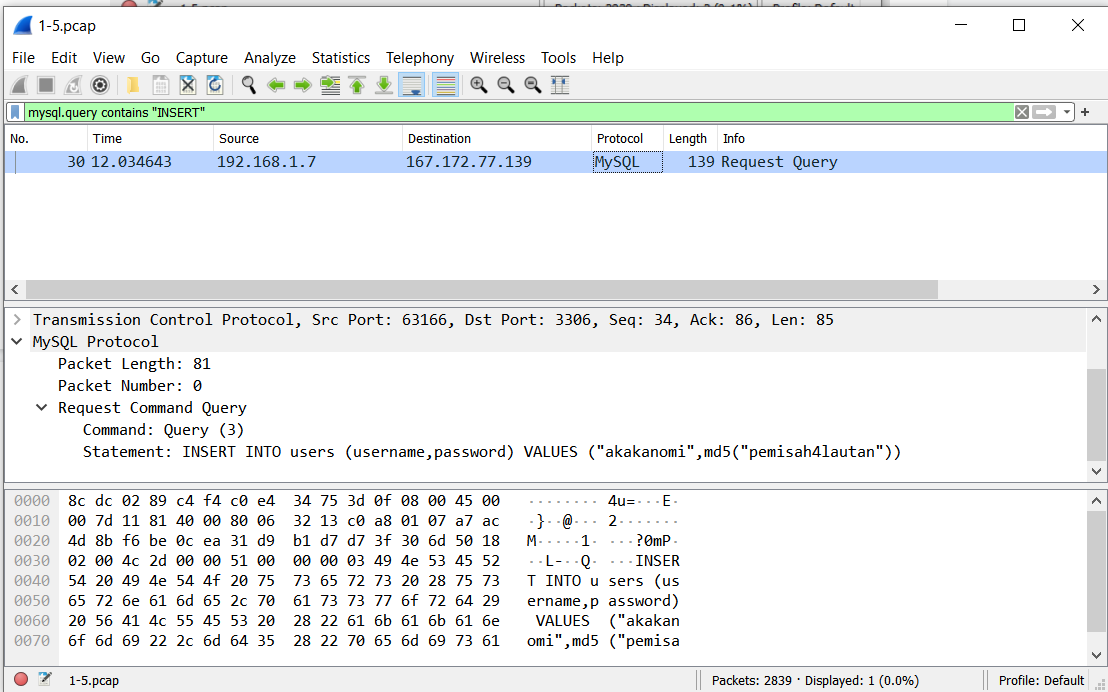 1-5.pcap
File Edit View Go Capture Analyze Statistics Telephony Wireless Tools Help
mysql.query contains "INSERT"
No. Time Source Destination Protocol Length Info
30 12.034643 192.168.1.7 167.172.77.139 MySQL 139 Request Query
Transmission Control Protocol, Src Port: 63166, Dst Port: 3306, Seq: 34, Ack: 86, Len: 85
MySQL Protocol
Packet Length: 81
Packet Number: 0
Request Command Query
Command: Query (3)
Statement: INSERT INTO users (username,password) VALUES ("akakanomi",md5("pemisah4lautan"))
0000 8c dc 02 89 c4 f4 c0 e4 34 75 3d 0f 08 00 45 00 ········ 4u=···E·
0010 00 7d 11 81 40 00 80 06 32 13 c0 a8 01 07 a7 ac ·}··@··· 2·······
0020 4d 8b f6 be 0c ea 31 d9 b1 d7 d7 3f 30 6d 50 18 M·····1· ···?0mP·
0030 02 00 4c 2d 00 00 51 00 00 00 03 49 4e 53 45 52 ··L-··Q· ···INSER
0040 54 20 49 4e 54 4f 20 75 73 65 72 73 20 28 75 73 T INTO u sers (us
0050 65 72 6e 61 6d 65 2c 70 61 73 73 77 6f 72 64 29 ername,p assword)
0060 20 56 41 4c 55 45 53 20 28 22 61 6b 61 6b 61 6e VALUES ("akakan
0070 6f 6d 69 22 2c 6d 64 35 28 22 70 65 6d 69 73 61 omi",md5 ("pemisa
1-5.pcap Packets: 2839 · Displayed: 1 (0.0%) Profile: Default